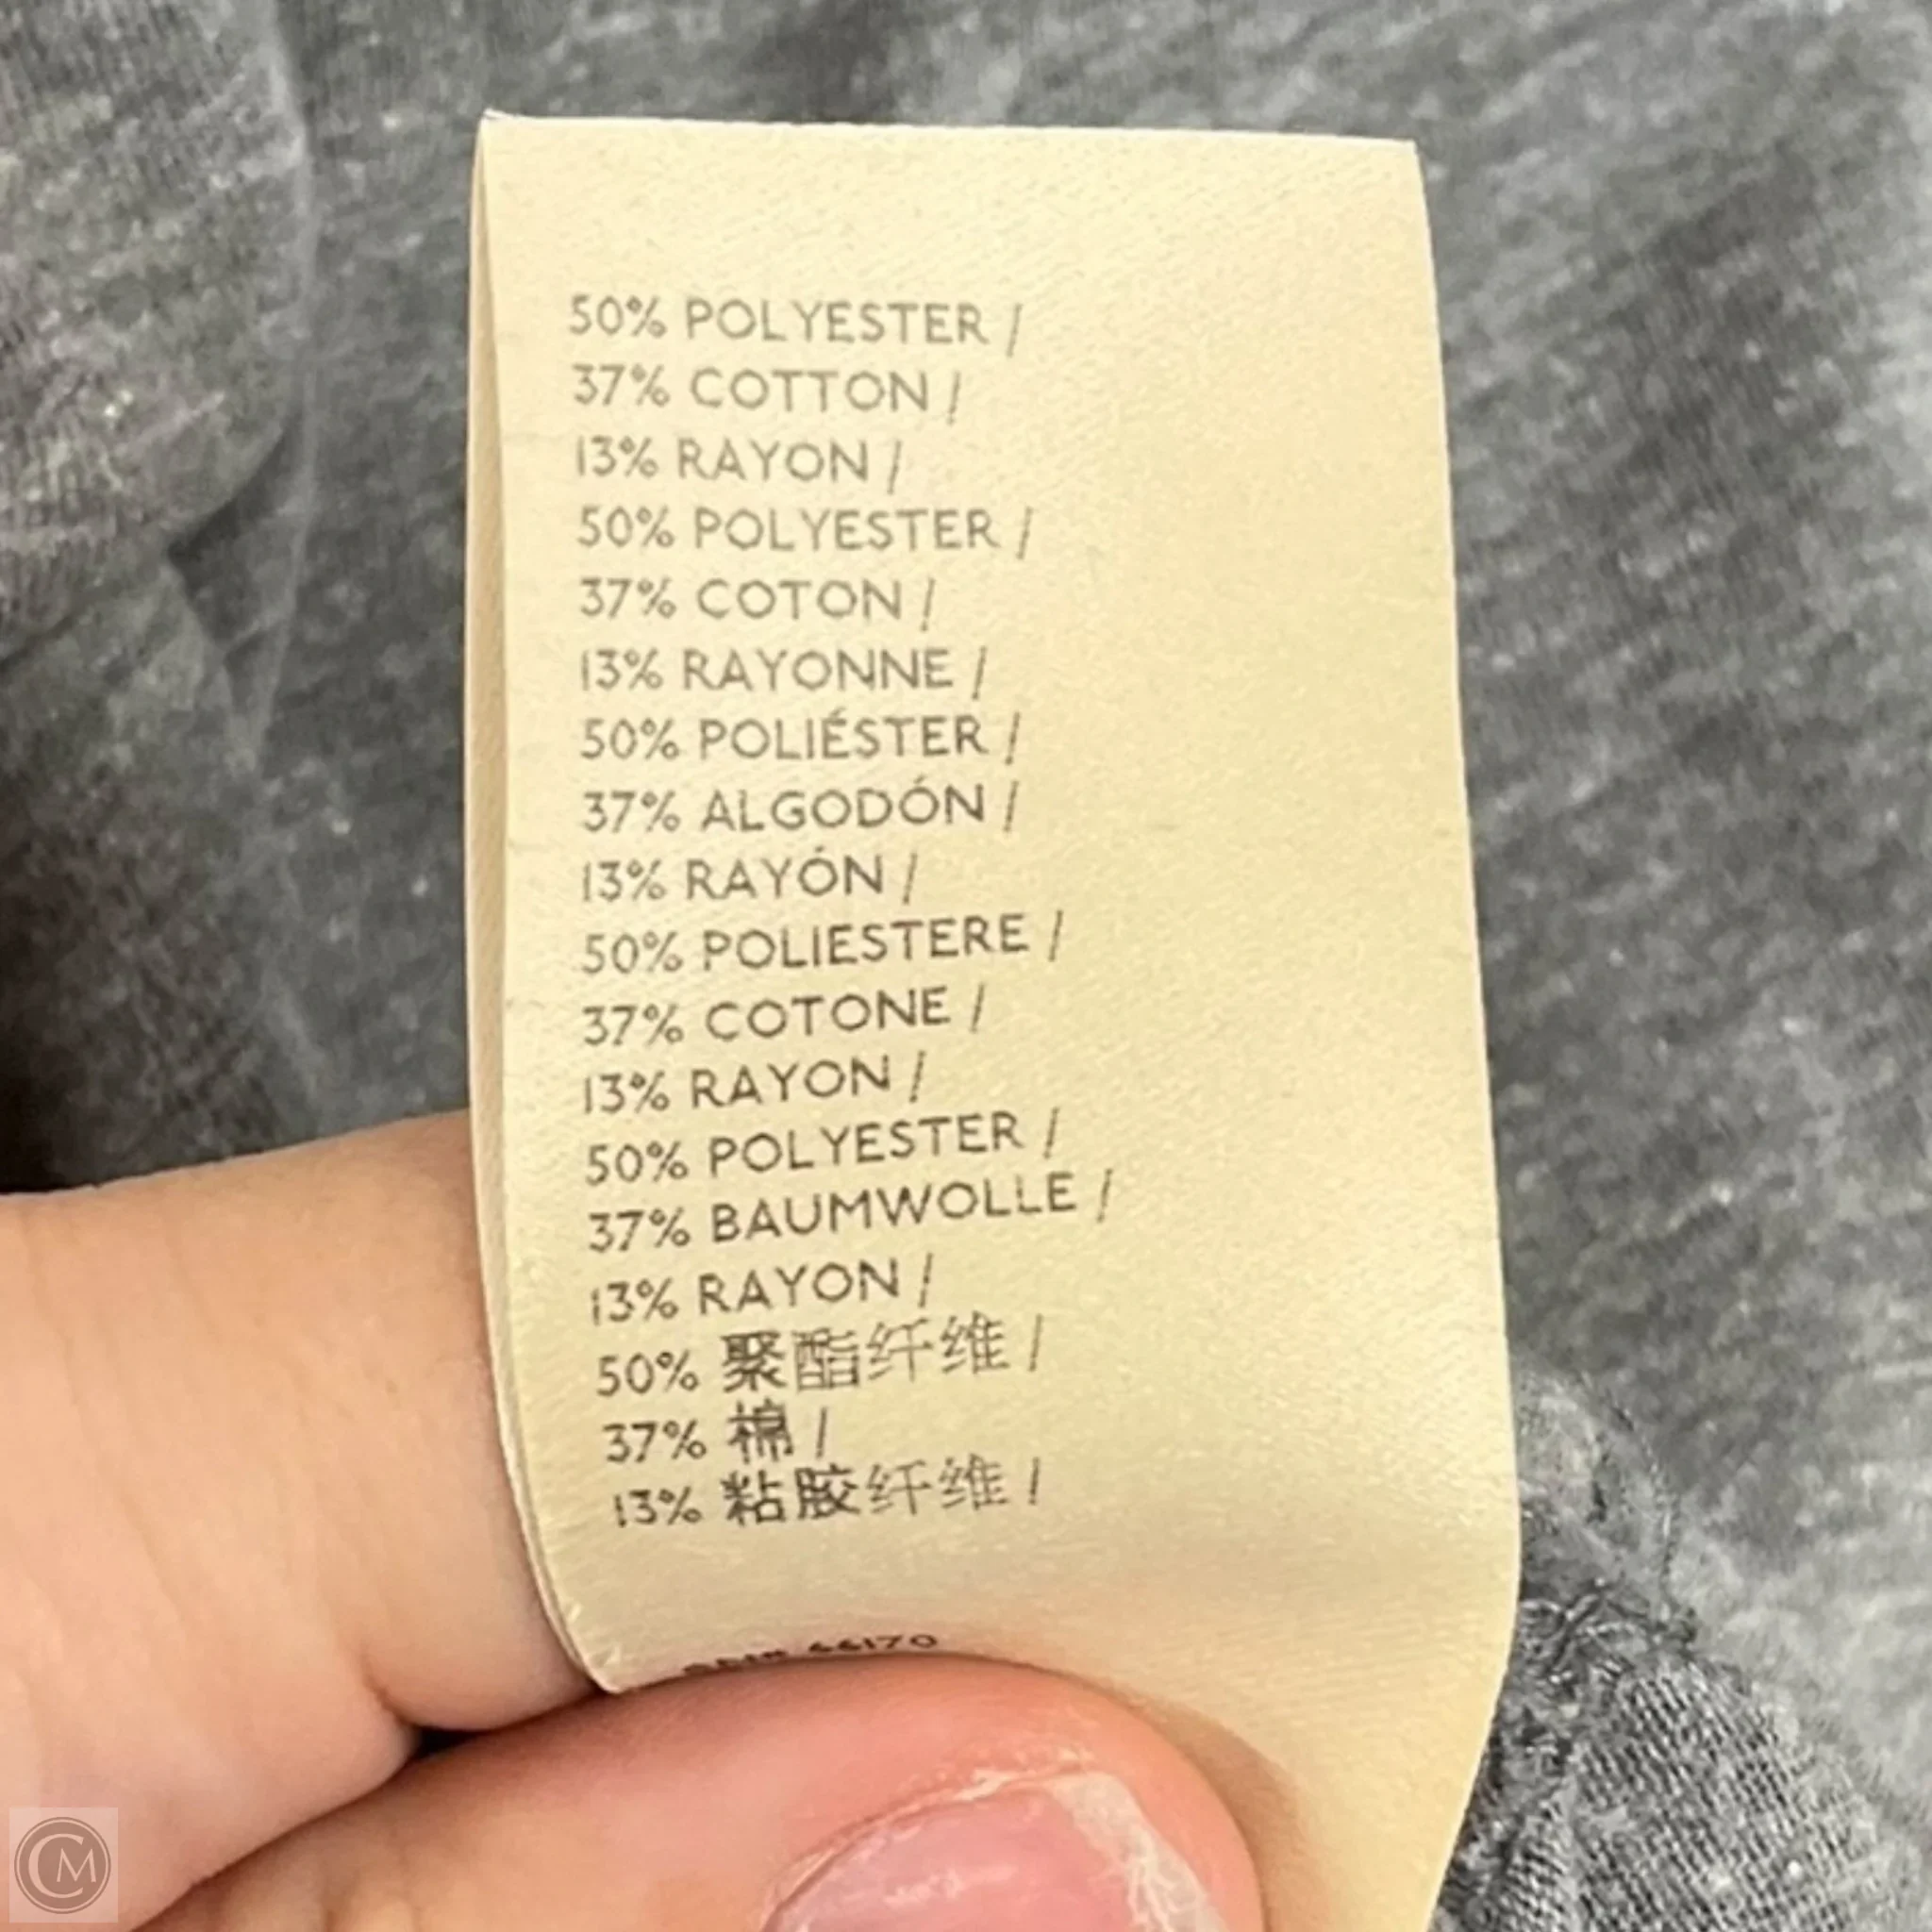 50% POLYESTER /
37% COTTON /
13% RAYON /
50% POLYESTER /
37% COTON /
13% RAYONNE /
50% POLIÉSTER /
37% ALGODÓN /
13% RAYÓN /
50% POLIESTERE /
37% COTONE /
13% RAYON /
50% POLYESTER /
37% BAUMWOLLE /
13% RAYON /
50% 聚酯纤维 /
37% 棉 /
13% 粘胶纤维 /
66170
CM